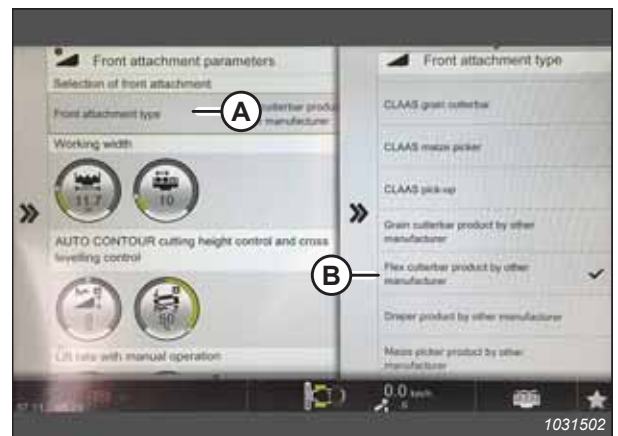 Front attachment parameters
Selection of front attachment
Front attachment type
cutterbar produ
manufacturer
A
Working width
11.7
10
AUTO CONTOUR cutting height control and cross
levelling control
50
Lift rate with manual operation
Front attachment type
CLAAS grain cutterbar
CLAAS maize picker
CLAAS pick-up
Grain cutterbar product by other
manufacturer
B
Flex cutterbar product by other
manufacturer
Draper product by other manufacturer
Maize picker product by other
manufacturer
0.0 km/h
1031502